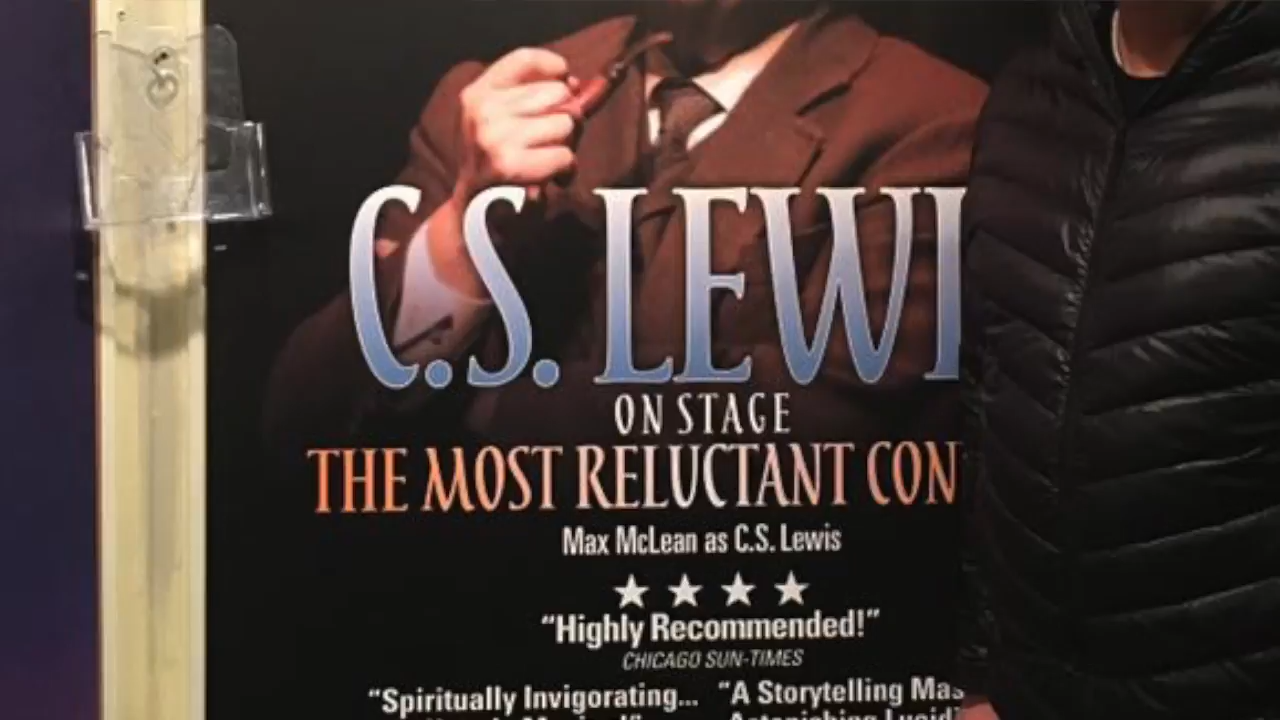 C.S. LEWI
ON STAGE
THE MOST RELUCTANT CON
Max McLean as C.S. Lewis
★ ★ ★ ★
“Highly Recommended!”
CHICAGO SUN-TIMES
“Spiritually Invigorating... “A Storytelling Mas